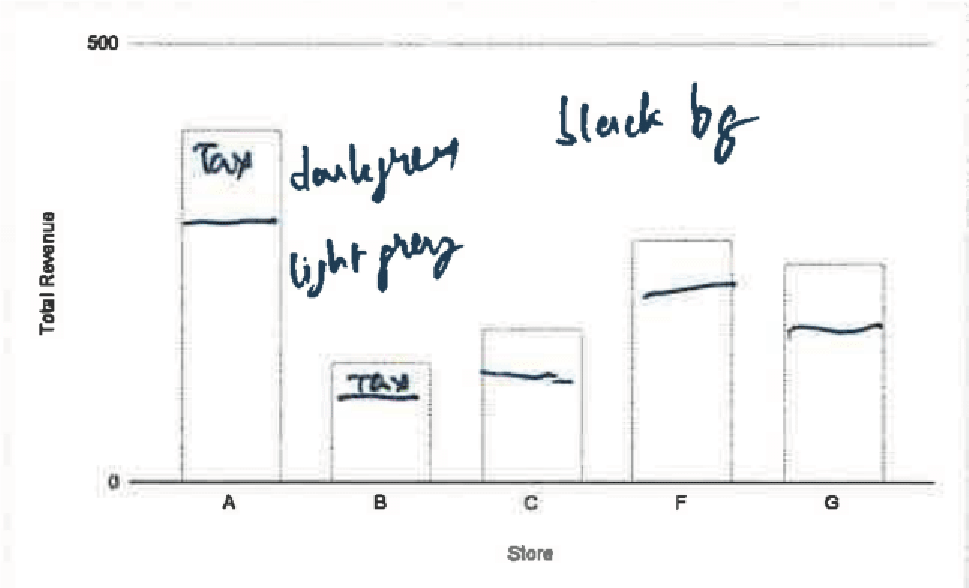 500
black bg
Tax
darkgrey
light grey
Total Revenue
Tax
0
A B C F G
Store